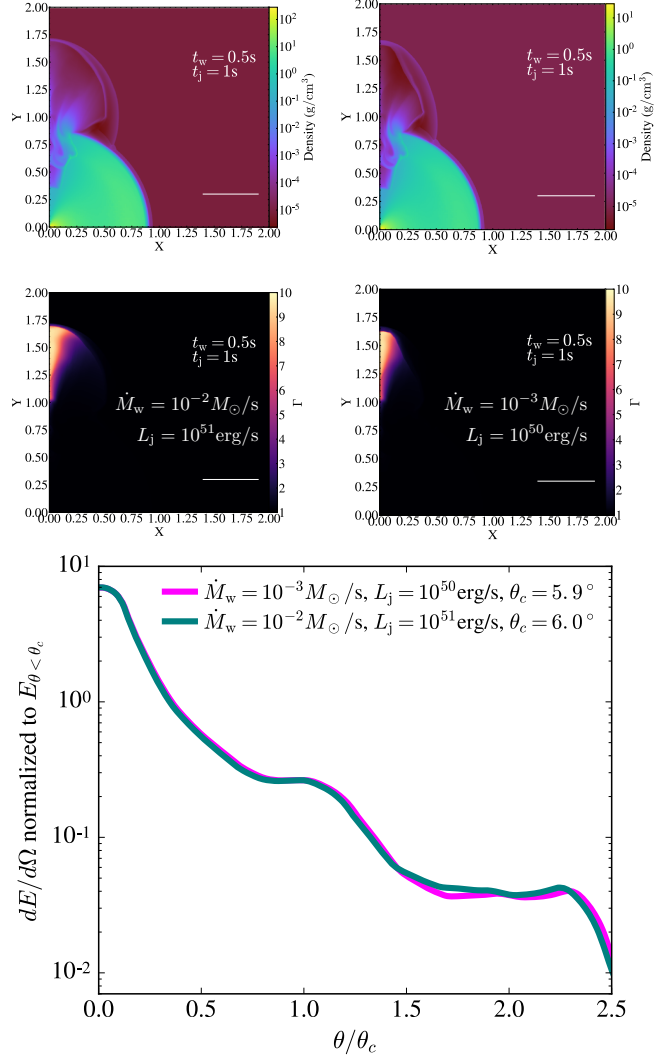 2.00
1.75
1.50
1.25
1.00
0.75
0.50
0.25
0.00
Y
0.00 0.25 0.50 0.75 1.00 1.25 1.50 1.75 2.00
X
t_w = 0.5s
t_j = 1s
10^2
10^1
10^0
10^-1
10^-2
10^-3
10^-4
10^-5
Density (g/cm^3)
2.00
1.75
1.50
1.25
1.00
0.75
0.50
0.25
0.00
Y
0.00 0.25 0.50 0.75 1.00 1.25 1.50 1.75 2.00
X
t_w = 0.5s
t_j = 1s
10^1
10^0
10^-1
10^-2
10^-3
10^-4
10^-5
Density (g/cm^3)
2.00
1.75
1.50
1.25
1.00
0.75
0.50
0.25
0.00
Y
0.00 0.25 0.50 0.75 1.00 1.25 1.50 1.75 2.00
X
t_w = 0.5s
t_j = 1s
Ṁ_w = 10^-2 M_⊙/s
L_j = 10^51 erg/s
10
9
8
7
6
5
4
3
2
1
Γ
2.00
1.75
1.50
1.25
1.00
0.75
0.50
0.25
0.00
Y
0.00 0.25 0.50 0.75 1.00 1.25 1.50 1.75 2.00
X
t_w = 0.5s
t_j = 1s
Ṁ_w = 10^-3 M_⊙/s
L_j = 10^50 erg/s
10
9
8
7
6
5
4
3
2
1
Γ
Ṁ_w = 10^-3 M_⊙/s, L_j = 10^50 erg/s, θ_c = 5.9°
Ṁ_w = 10^-2 M_⊙/s, L_j = 10^51 erg/s, θ_c = 6.0°
10^1
10^0
10^-1
10^-2
dE/dΩ normalized to E_θ<θ_c
0.0 0.5 1.0 1.5 2.0 2.5
θ/θ_c